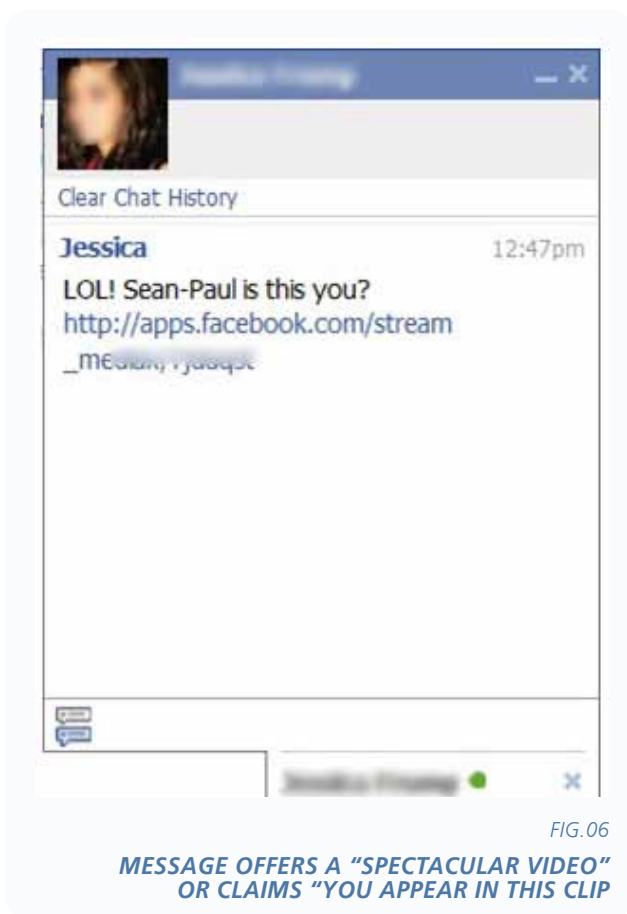 Clear Chat History
Jessica
12:47pm
LOL! Sean-Paul is this you?
http://apps.facebook.com/stream
FIG.06
MESSAGE OFFERS A “SPECTACULAR VIDEO”
OR CLAIMS “YOU APPEAR IN THIS CLIP